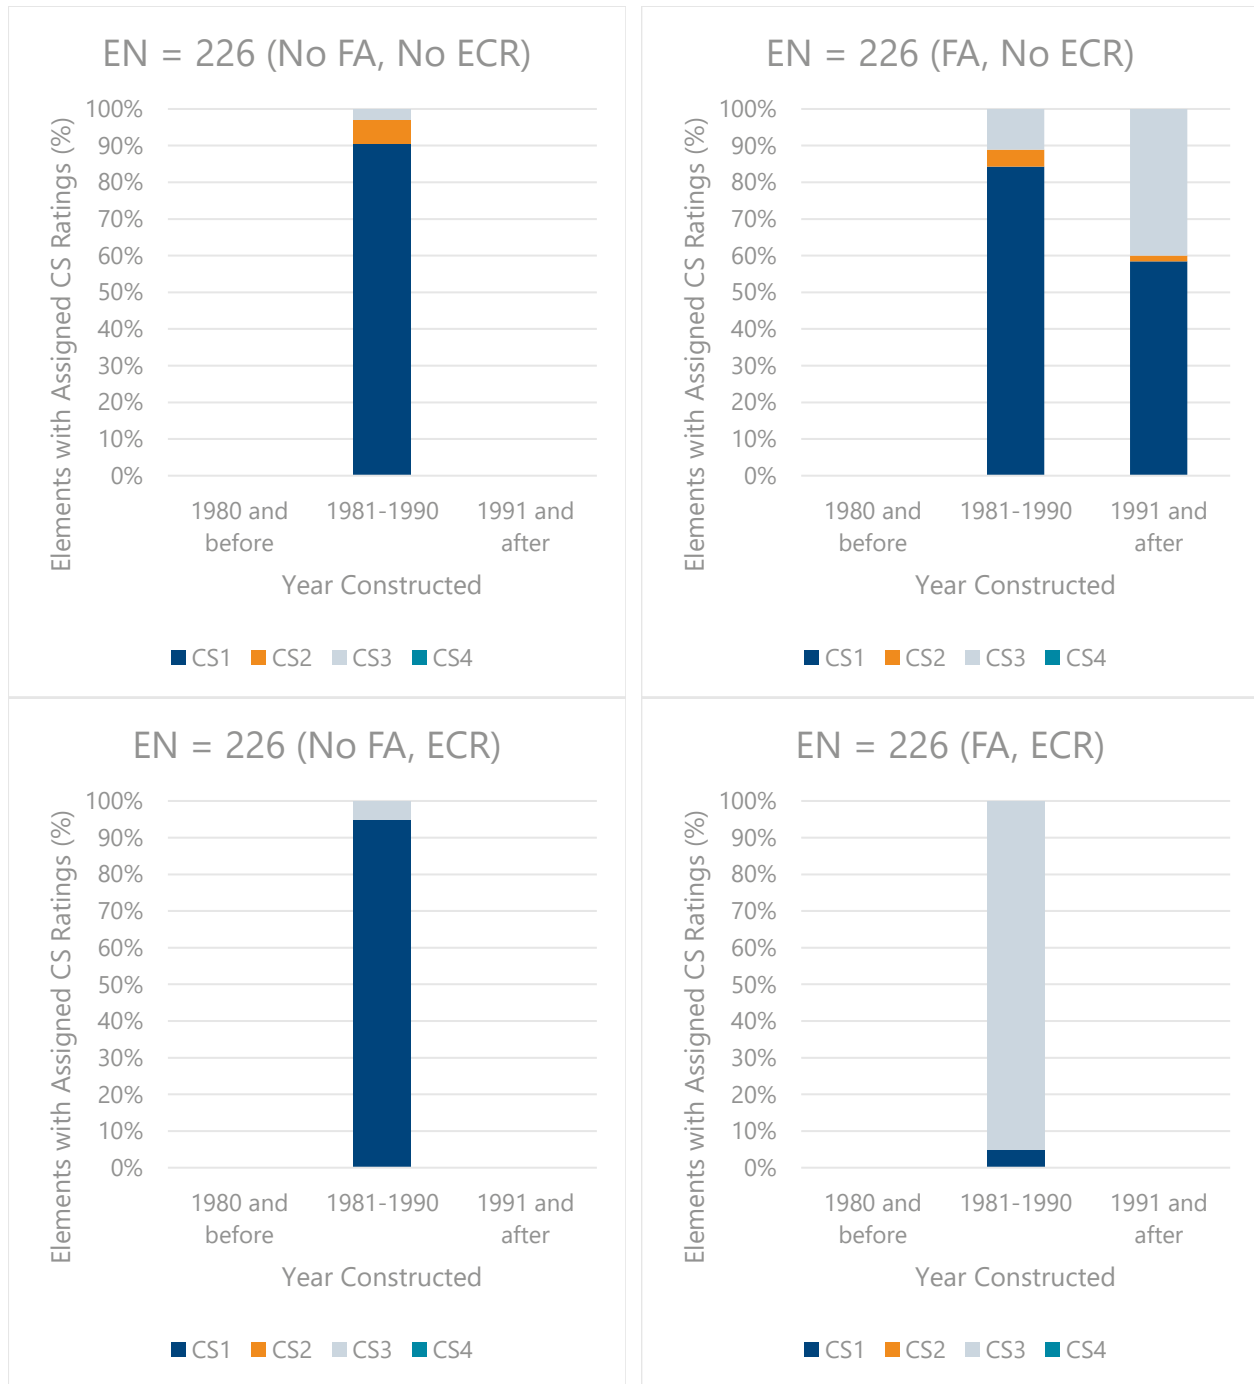 EN = 226 (No FA, No ECR)
Elements with Assigned CS Ratings (%)
100%
90%
80%
70%
60%
50%
40%
30%
20%
10%
0%
1980 and
before
1981-1990
1991 and
after
Year Constructed
CS1 CS2 CS3 CS4
EN = 226 (FA, No ECR)
Elements with Assigned CS Ratings (%)
100%
90%
80%
70%
60%
50%
40%
30%
20%
10%
0%
1980 and
before
1981-1990
1991 and
after
Year Constructed
CS1 CS2 CS3 CS4
EN = 226 (No FA, ECR)
Elements with Assigned CS Ratings (%)
100%
90%
80%
70%
60%
50%
40%
30%
20%
10%
0%
1980 and
before
1981-1990
1991 and
after
Year Constructed
CS1 CS2 CS3 CS4
EN = 226 (FA, ECR)
Elements with Assigned CS Ratings (%)
100%
90%
80%
70%
60%
50%
40%
30%
20%
10%
0%
1980 and
before
1981-1990
1991 and
after
Year Constructed
CS1 CS2 CS3 CS4